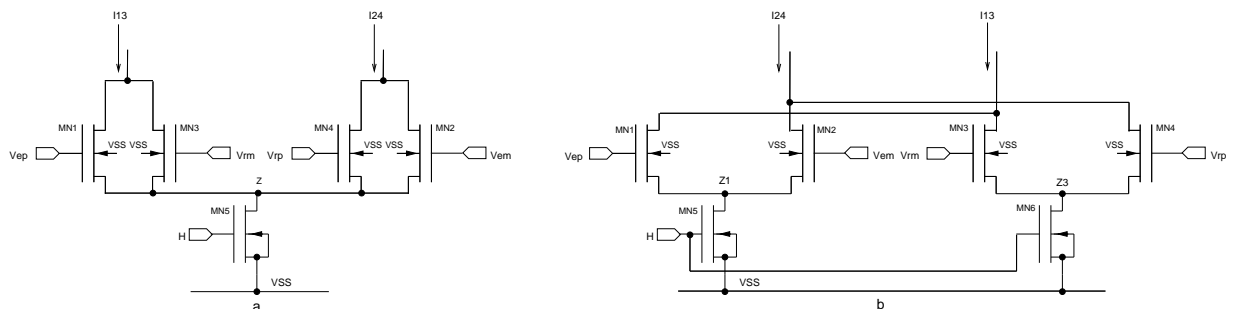 I13 I24 I24 I13
MN1 MN3 MN4 MN2 MN1 MN2 MN3 MN4
VSS VSS VSS VSS VSS VSS VSS VSS
Vep Vrm Vrp Vem Vep Vem Vrm Vrp
Z Z1 Z3
MN5 MN5 MN6
H H
VSS VSS
a b